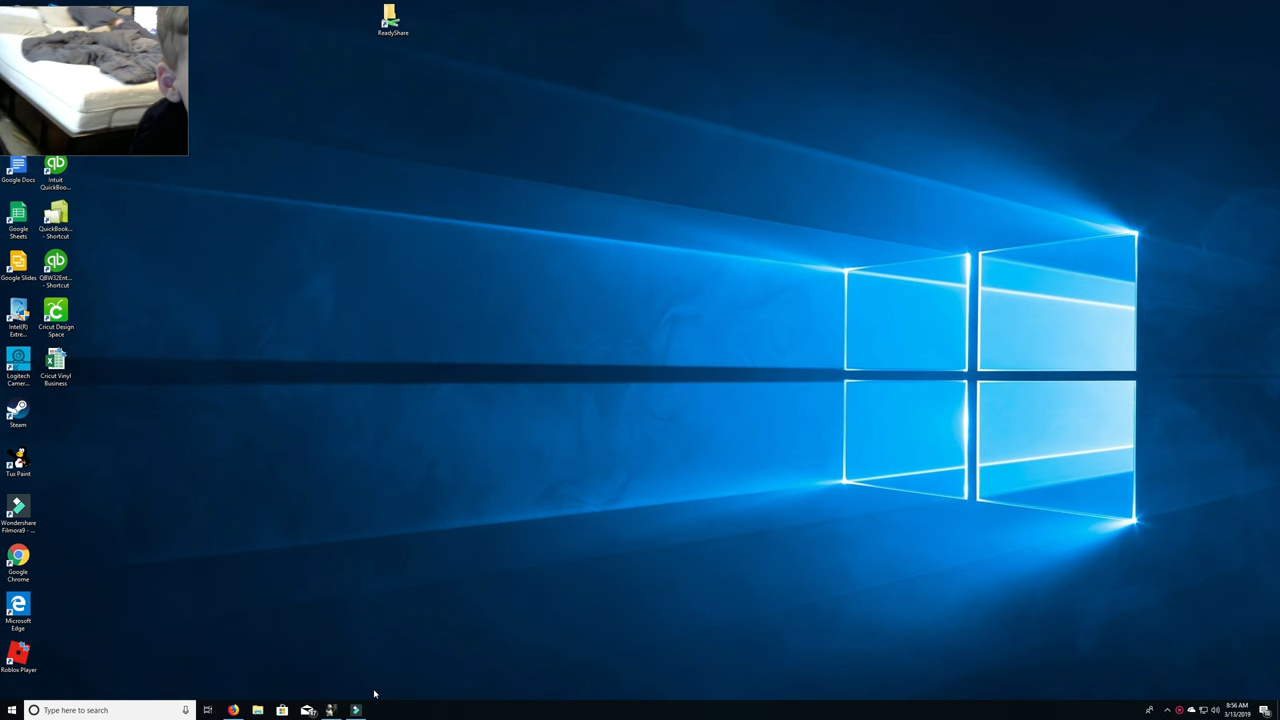 ReadyShare
Google Docs
Intuit
QuickBoo...
Google
Sheets
QuickBook...
- Shortcut
Google Slides
QBW32Ent...
- Shortcut
Intel(R)
Extre...
Cricut Design
Space
Logitech
Camer...
Cricut Vinyl
Business
Steam
Tux Paint
Wondershare
Filmora9 - ...
Google
Chrome
Microsoft
Edge
Roblox Player
Type here to search
8:56 AM
3/13/2019